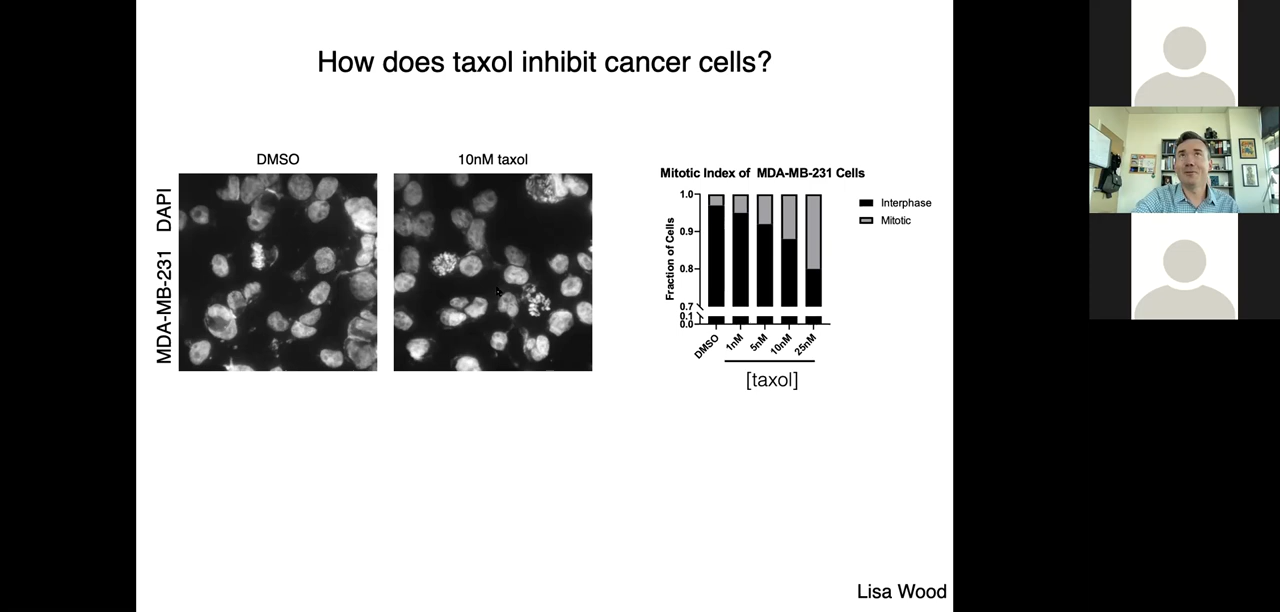 How does taxol inhibit cancer cells?
DMSO
10nM taxol
MDA-MB-231 DAPI
Mitotic Index of MDA-MB-231 Cells
Fraction of Cells
1.0
0.9
0.8
0.7
0.1
0.0
DMSO
1nM
5nM
10nM
25nM
[taxol]
Interphase
Mitotic
Lisa Wood